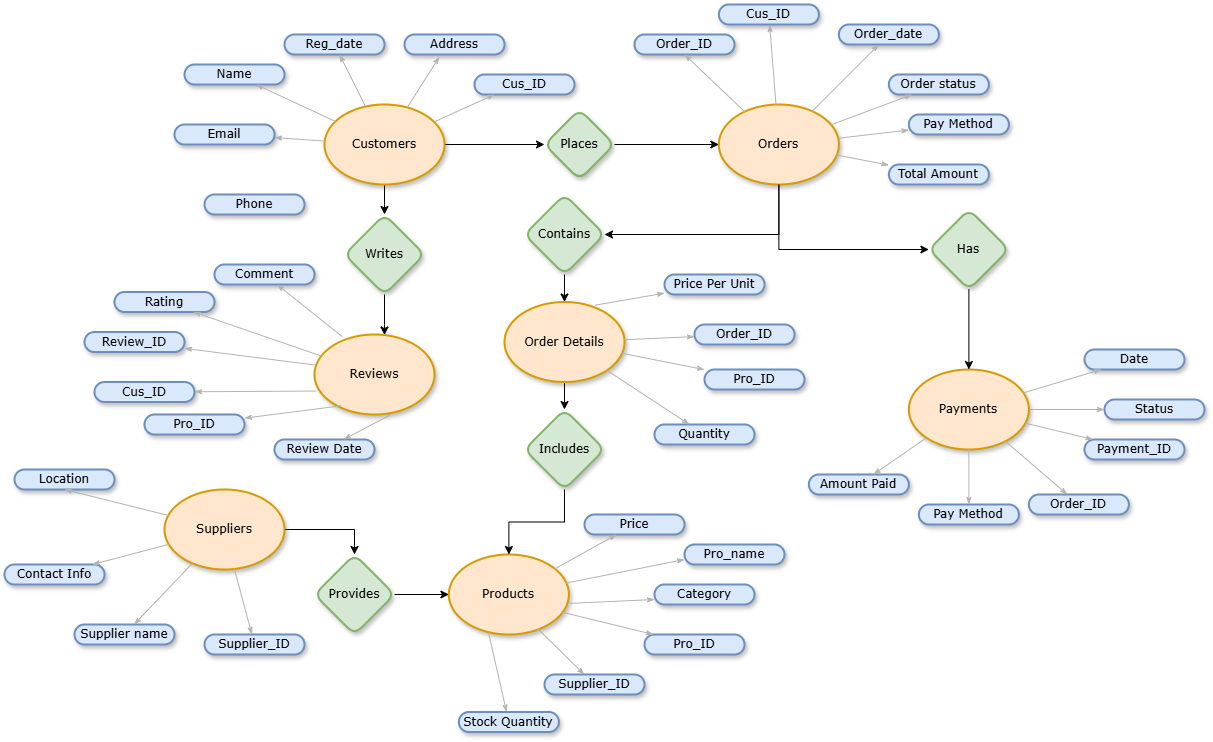 Cus_ID
Order_ID
Order_date
Reg_date
Address
Name
Cus_ID
Order status
Email
Customers
Places
Orders
Pay Method
Total Amount
Phone
Writes
Contains
Has
Comment
Price Per Unit
Rating
Review_ID
Order Details
Order_ID
Date
Reviews
Pro_ID
Cus_ID
Payments
Status
Pro_ID
Quantity
Review Date
Includes
Payment_ID
Location
Amount Paid
Order_ID
Pay Method
Suppliers
Price
Pro_name
Contact Info
Provides
Products
Category
Supplier name
Supplier_ID
Pro_ID
Supplier_ID
Stock Quantity